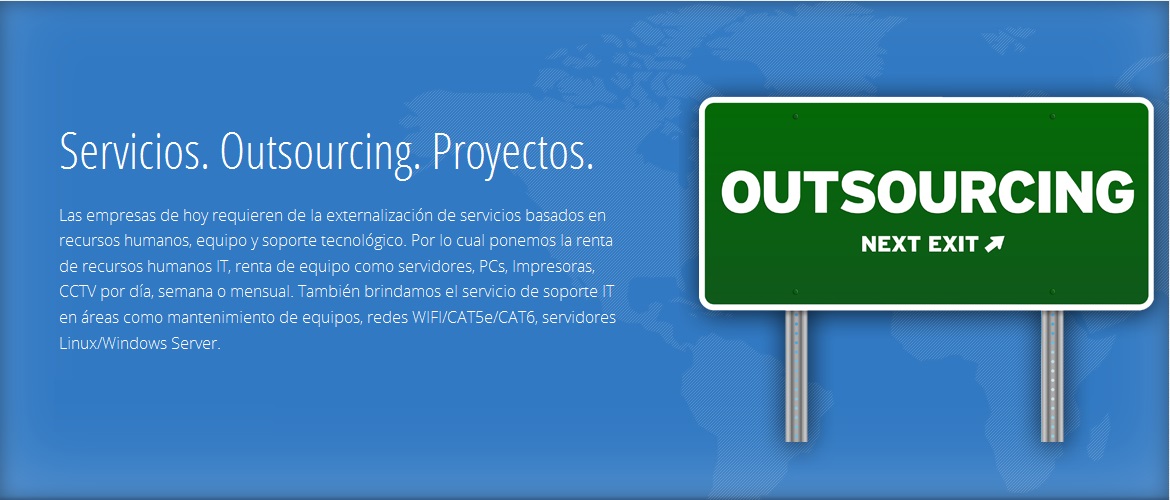 Servicios. Outsourcing. Proyectos.
Las empresas de hoy requieren de la externalización de servicios basados en
recursos humanos, equipo y soporte tecnológico. Por lo cual ponemos la renta
de recursos humanos IT, renta de equipo como servidores, PCs, Impresoras,
CCTV por día, semana o mensual. También brindamos el servicio de soporte IT
en áreas como mantenimiento de equipos, redes WIFI/CAT5e/CAT6, servidores
Linux/Windows Server.
OUTSOURCING
NEXT EXIT